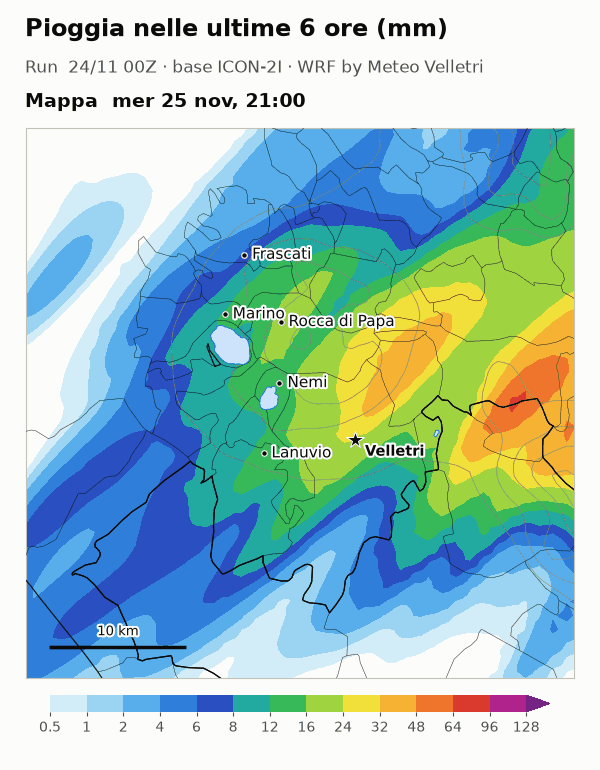 Pioggia nelle ultime 6 ore (mm)
Run  24/11 00Z · base ICON-2I · WRF by Meteo Velletri
Mappa  mer 25 nov, 21:00
Frascati
Marino
Rocca di Papa
Nemi
Velletri
Lanuvio
10 km
0.5 1 2 4 6 8 12 16 24 32 48 64 96 128